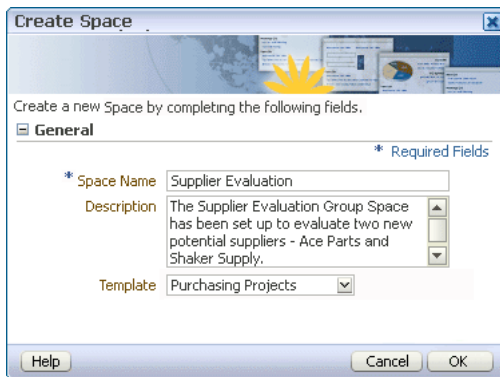 Create Space
Create a new Space by completing the following fields.
General
* Required Fields
* Space Name Supplier Evaluation
Description The Supplier Evaluation Group Space
has been set up to evaluate two new
potential suppliers - Ace Parts and
Shaker Supply.
Template Purchasing Projects
Help Cancel OK